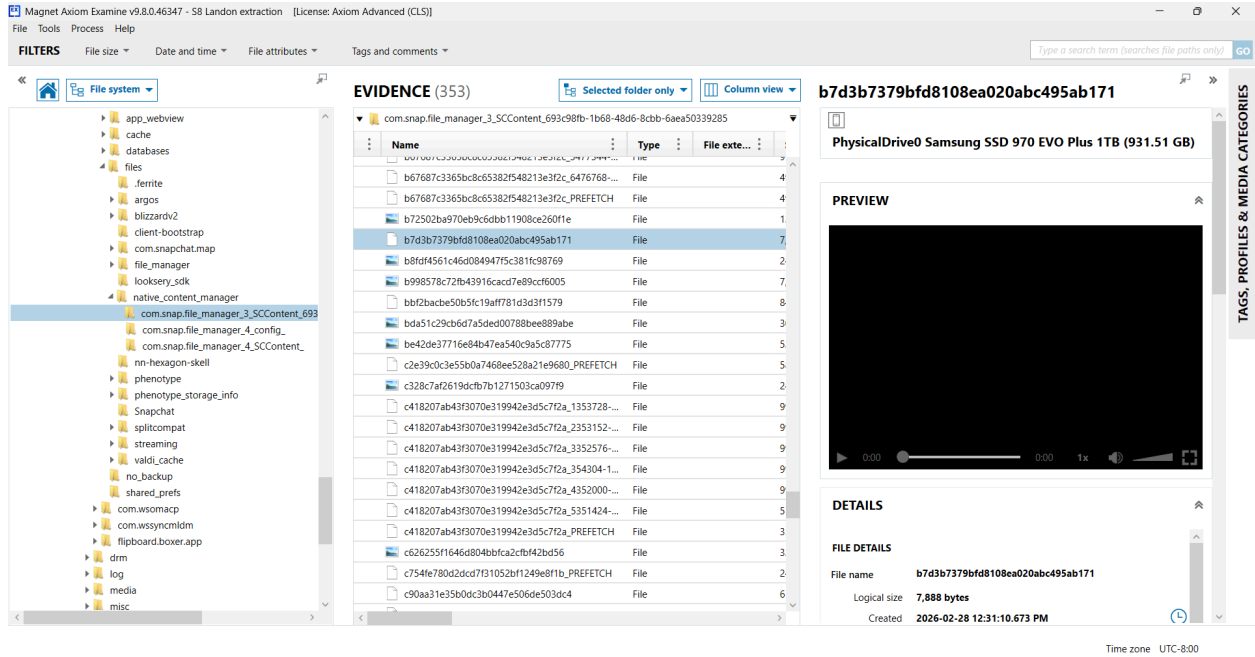 Magnet Axiom Examine v9.8.0.46347 - S8 Landon extraction [License: Axiom Advanced (CLS)]
File Tools Process Help
FILTERS File size Date and time File attributes Tags and comments Type a search term (searches file paths only) GO
File system
app_webview
cache
databases
files
.ferrite
argos
blizzardv2
client-bootstrap
com.snapchat.map
file_manager
looksery_sdk
native_content_manager
com.snap.file_manager_3_SCContent_693
com.snap.file_manager_4_config_
com.snap.file_manager_4_SCContent_
nn-hexagon-skell
phenotype
phenotype_storage_info
Snapchat
splitcompat
streaming
valdi_cache
no_backup
shared_prefs
com.wsomacp
com.wssyncmldm
flipboard.boxer.app
drm
log
media
misc
EVIDENCE (353) Selected folder only Column view
com.snap.file_manager_3_SCContent_693c98fb-1b68-48d6-8cbb-6aea50339285
Name Type File exte...
b67687c3365bc8c65382f548213e3f2c_6476768-... File
b67687c3365bc8c65382f548213e3f2c_PREFETCH File
b72502ba970eb9c6dbb11908ce260f1e File
b7d3b7379bfd8108ea020abc495ab171 File
b8fdf4561c46d084947f5c381fc98769 File
b998578c72fb43916cacd7e89ccf6005 File
bbf2bacbe50b5fc19aff781d3d3f1579 File
bda51c29cb6d7a5ded00788bee889abe File
be42de37716e84b47ea540c9a5c87775 File
c2e39c0c3e55b0a7468ee528a21e9680_PREFETCH File
c328c7af2619dcfb7b1271503ca097f9 File
c418207ab43f3070e319942e3d5c7f2a_1353728-... File
c418207ab43f3070e319942e3d5c7f2a_2353152-... File
c418207ab43f3070e319942e3d5c7f2a_3352576-... File
c418207ab43f3070e319942e3d5c7f2a_354304-1... File
c418207ab43f3070e319942e3d5c7f2a_4352000-... File
c418207ab43f3070e319942e3d5c7f2a_5351424-... File
c418207ab43f3070e319942e3d5c7f2a_PREFETCH File
c626255f1646d804bbfca2cfbf42bd56 File
c754fe780d2dcd7f31052bf1249e8f1b_PREFETCH File
c90aa31e35b0dc3b0447e506de503dc4 File
b7d3b7379bfd8108ea020abc495ab171
PhysicalDrive0 Samsung SSD 970 EVO Plus 1TB (931.51 GB)
PREVIEW
0:00 0:00 1x
DETAILS
FILE DETAILS
File name b7d3b7379bfd8108ea020abc495ab171
Logical size 7,888 bytes
Created 2026-02-28 12:31:10.673 PM
TAGS, PROFILES & MEDIA CATEGORIES
Time zone UTC-8:00